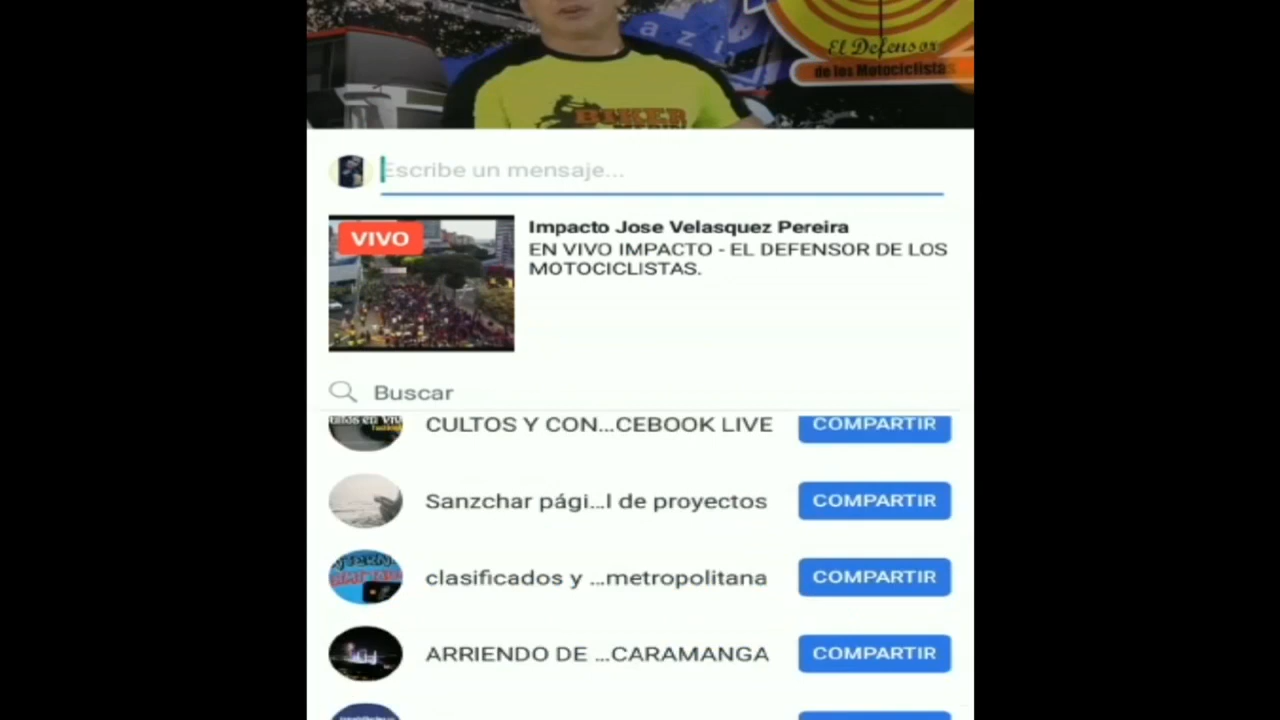 El Defensor
de los Motociclistas
BIKER
Escribe un mensaje...
VIVO
Impacto Jose Velasquez Pereira
EN VIVO IMPACTO - EL DEFENSOR DE LOS
MOTOCICLISTAS.
Buscar
CULTOS Y CON...CEBOOK LIVE
COMPARTIR
Sanzchar pági...l de proyectos
COMPARTIR
clasificados y ...metropolitana
COMPARTIR
ARRIENDO DE ...CARAMANGA
COMPARTIR